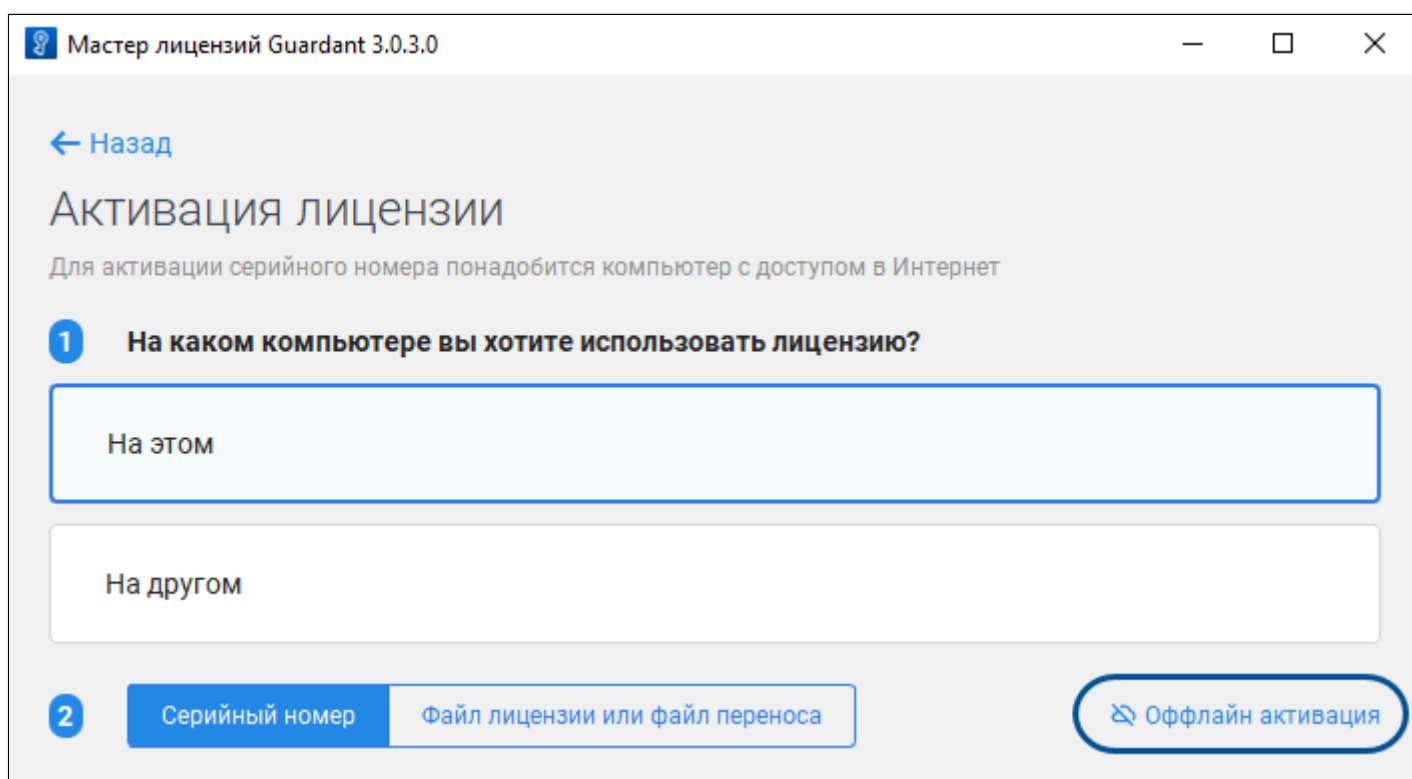 Мастер лицензий Guardant 3.0.3.0
Назад
Активация лицензии
Для активации серийного номера понадобится компьютер с доступом в Интернет
1 На каком компьютере вы хотите использовать лицензию?
На этом
На другом
2 Серийный номер Файл лицензии или файл переноса Оффлайн активация